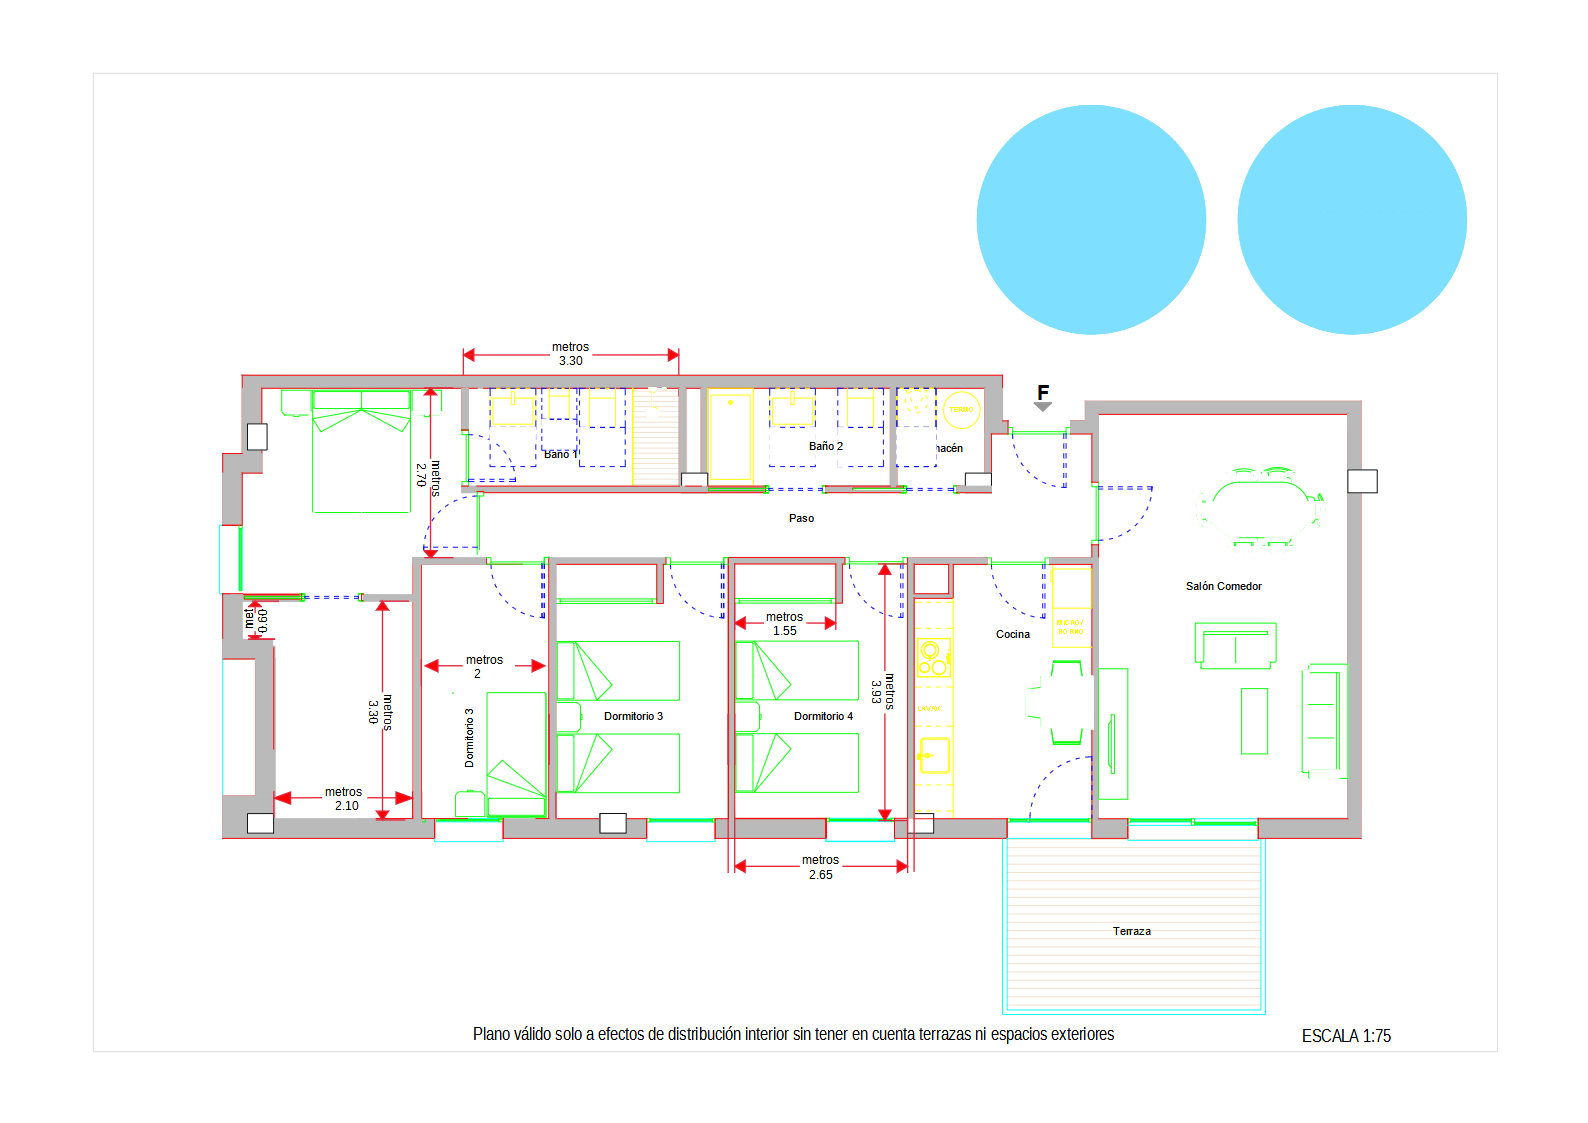 metros
3.30
F
TERMO
metros
2.70
Baño 1
Baño 2
nacén
Paso
Salón Comedor
met
0.60
metros
1.55
Cocina
metros
2
metros
3.30
metros
3.93
Dormitorio 3
Dormitorio 3
Dormitorio 4
metros
2.10
metros
2.65
Terraza
Plano válido solo a efectos de distribución interior sin tener en cuenta terrazas ni espacios exteriores
ESCALA 1:75